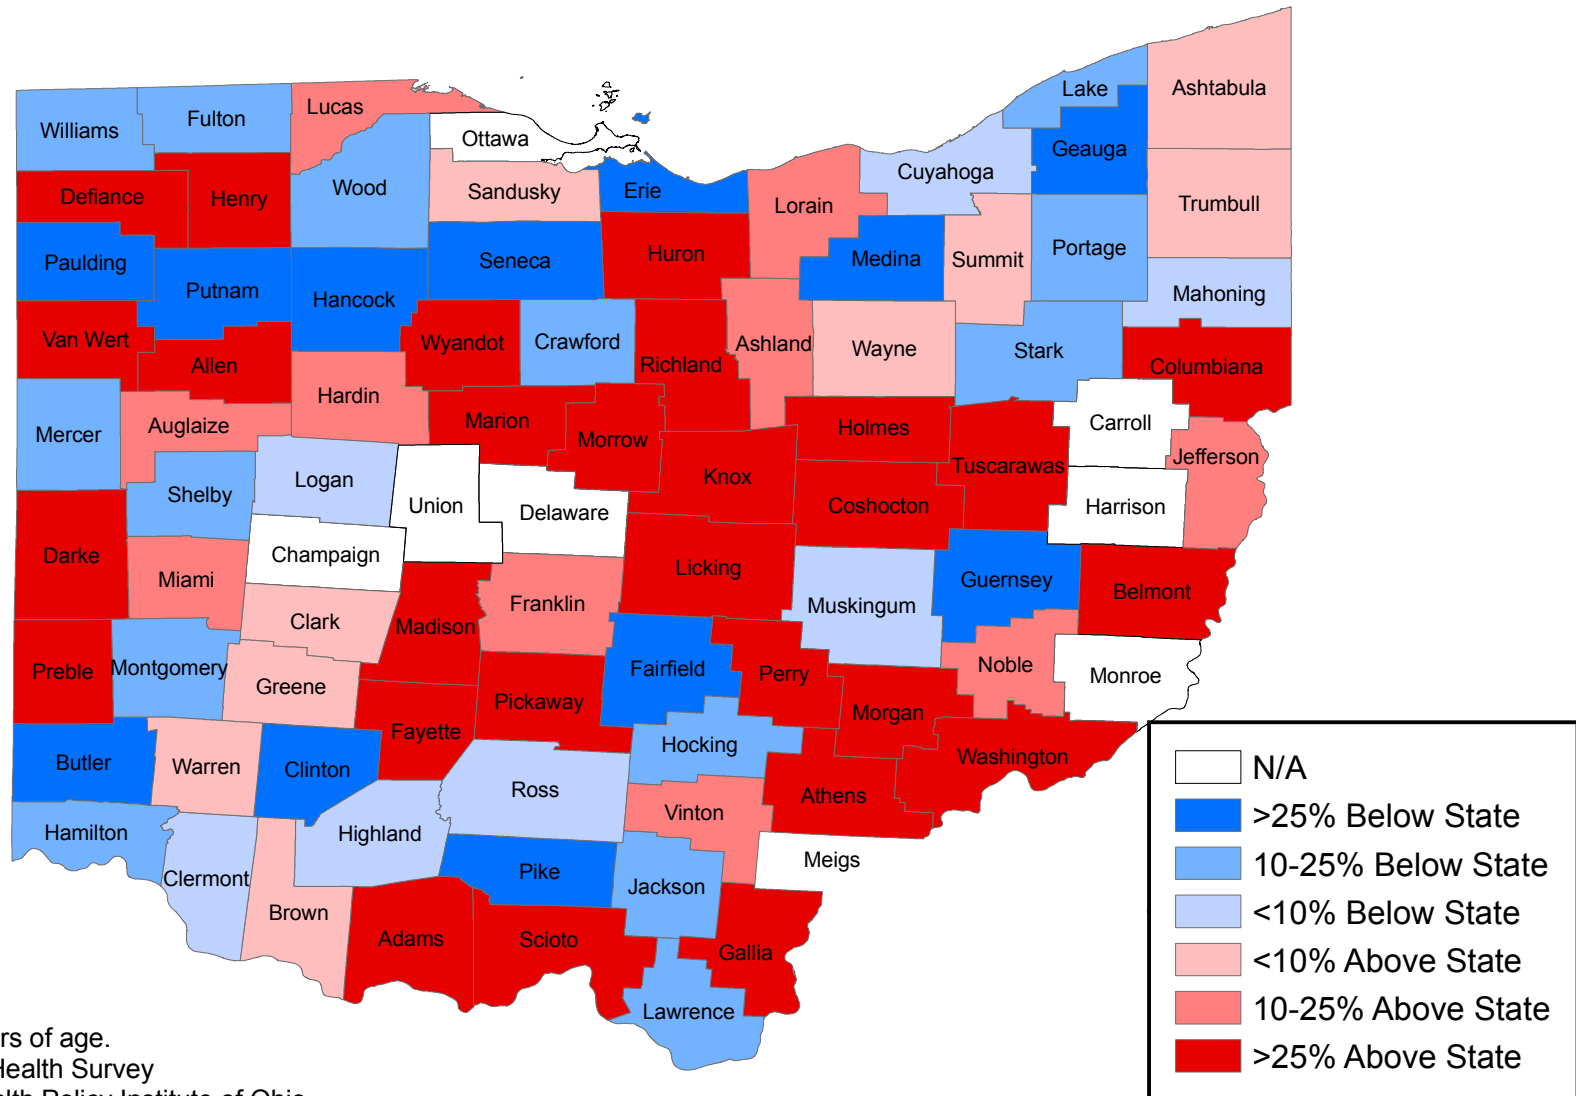 Lake
Ashtabula
Lucas
Williams
Fulton
Ottawa
Geauga
Cuyahoga
Wood
Sandusky
Erie
Defiance
Henry
Lorain
Trumbull
Huron
Portage
Paulding
Seneca
Medina
Summit
Putnam
Hancock
Mahoning
Van Wert
Wyandot
Crawford
Ashland
Wayne
Stark
Allen
Richland
Columbiana
Hardin
Mercer
Auglaize
Marion
Morrow
Holmes
Carroll
Jefferson
Tuscarawas
Logan
Knox
Shelby
Union
Delaware
Coshocton
Harrison
Darke
Champaign
Miami
Licking
Guernsey
Belmont
Franklin
Muskingum
Clark
Madison
Preble
Montgomery
Greene
Fairfield
Perry
Noble
Monroe
Pickaway
Morgan
Fayette
Hocking
Washington
Butler
Warren
Clinton
Ross
Athens
Hamilton
Highland
Vinton
Meigs
Clermont
Pike
Jackson
Brown
Adams
Scioto
Gallia
Lawrence
N/A
>25% Below State
10-25% Below State
<10% Below State
<10% Above State
10-25% Above State
>25% Above State
rs of age.
Health Survey
alth Policy Institute of Ohio